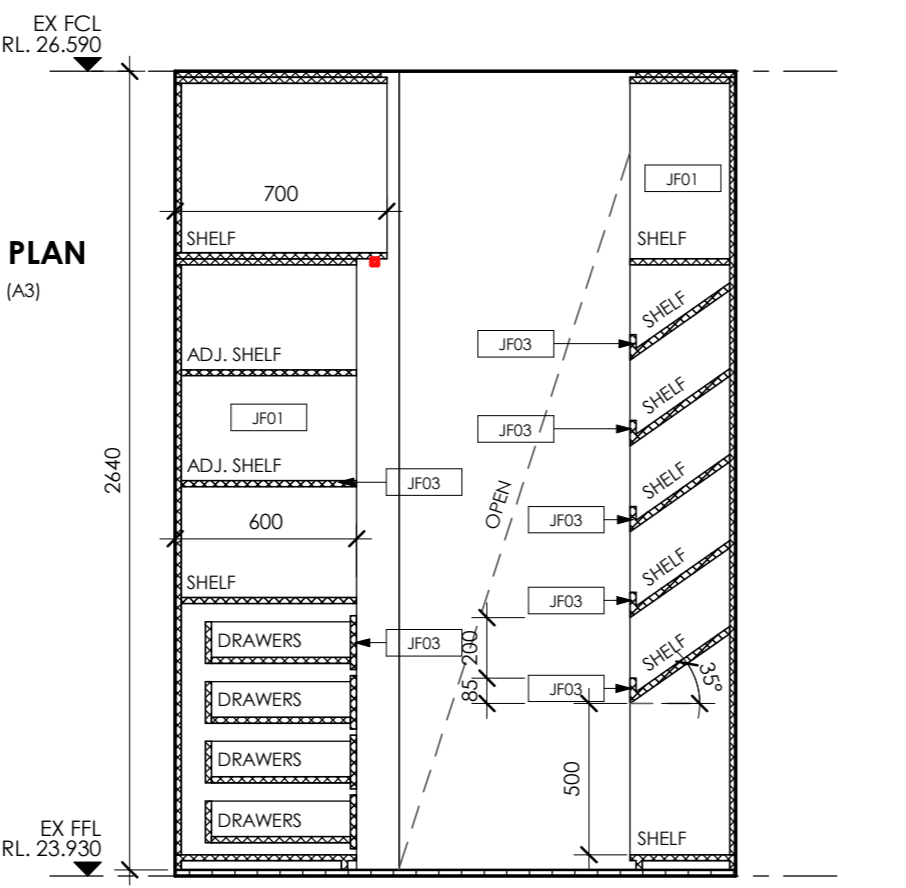 EX FCL
RL. 26.590
JF01
700
PLAN
SHELF
SHELF
(A3)
SHELF
JF03
ADJ. SHELF
SHELF
JF01
JF03
2640
ADJ. SHELF
SHELF
JF03
OPEN
600
JF03
SHELF
SHELF
JF03
DRAWERS
JF03
200
SHELF
35°
85
JF03
DRAWERS
500
DRAWERS
DRAWERS
EX FFL
RL. 23.930
SHELF